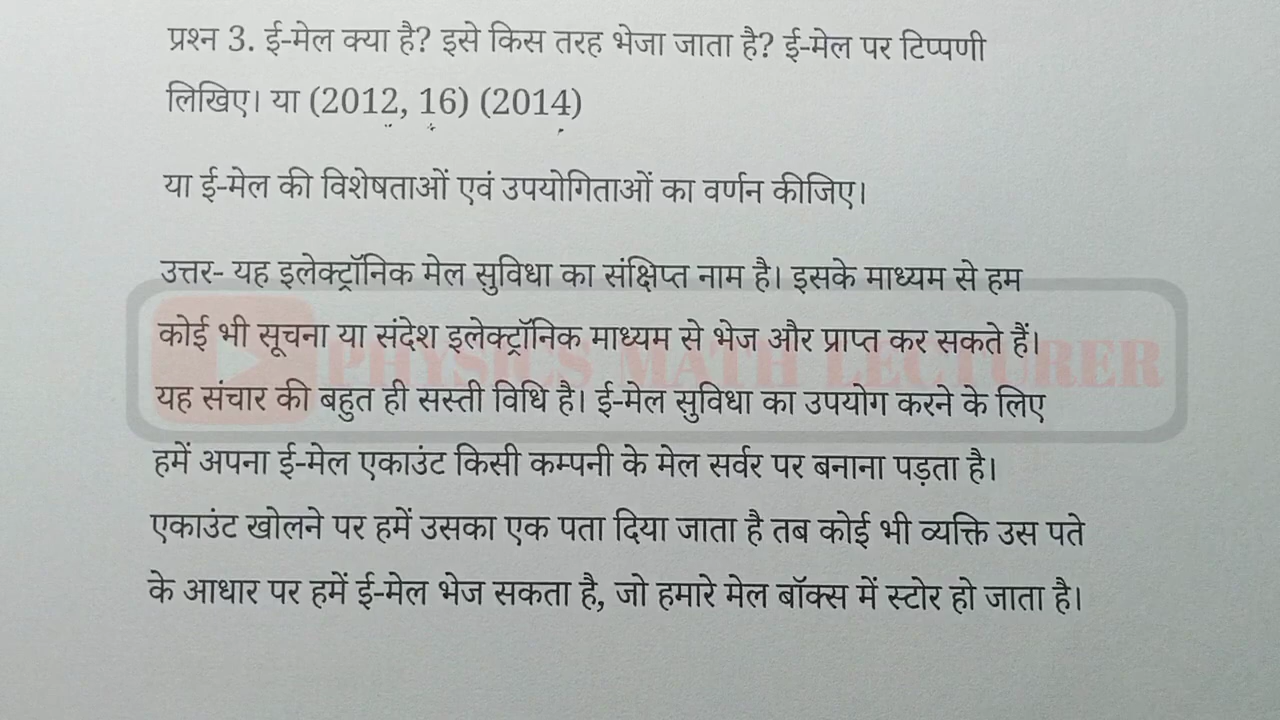 प्रश्न 3. ई-मेल क्या है? इसे किस तरह भेजा जाता है? ई-मेल पर टिप्पणी
लिखिए। या (2012, 16) (2014)
या ई-मेल की विशेषताओं एवं उपयोगिताओं का वर्णन कीजिए।
उत्तर- यह इलेक्ट्रॉनिक मेल सुविधा का संक्षिप्त नाम है। इसके माध्यम से हम
कोई भी सूचना या संदेश इलेक्ट्रॉनिक माध्यम से भेज और प्राप्त कर सकते हैं।
PHYSICS MATH LECTURER
यह संचार की बहुत ही सस्ती विधि है। ई-मेल सुविधा का उपयोग करने के लिए
हमें अपना ई-मेल एकाउंट किसी कम्पनी के मेल सर्वर पर बनाना पड़ता है।
एकाउंट खोलने पर हमें उसका एक पता दिया जाता है तब कोई भी व्यक्ति उस पते
के आधार पर हमें ई-मेल भेज सकता है, जो हमारे मेल बॉक्स में स्टोर हो जाता है।